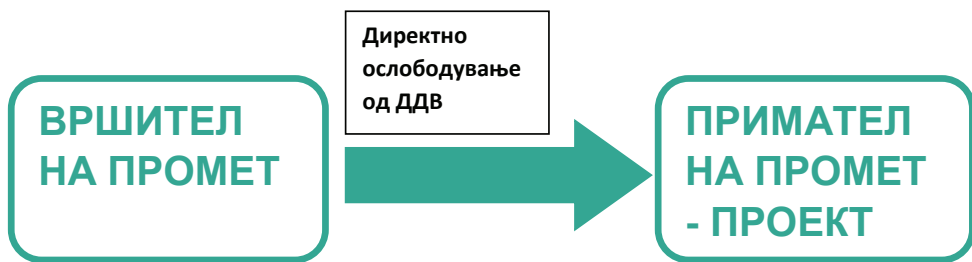 Директно
ослободување
од ДДВ
ВРШИТЕЛ
НА ПРОМЕТ
ПРИМАТЕЛ
НА ПРОМЕТ
- ПРОЕКТ